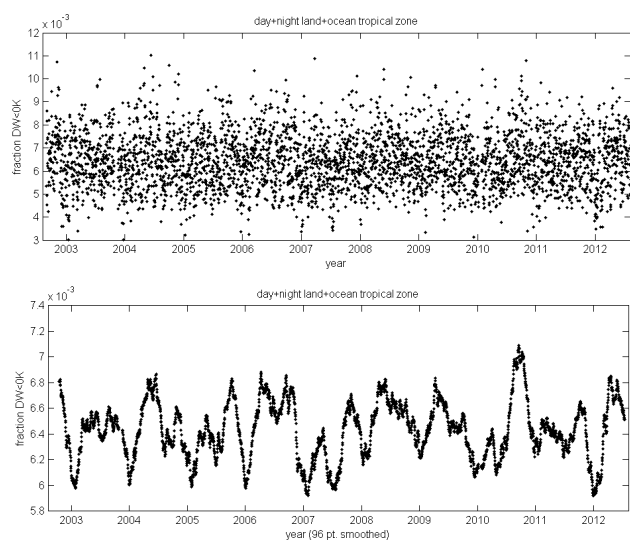 day+night land+ocean tropical zone
x 10-3
12
11
10
9
8
7
6
5
4
3
fraction DW<0K
2003 2004 2005 2006 2007 2008 2009 2010 2011 2012
year
day+night land+ocean tropical zone
x 10-3
7.4
7.2
7
6.8
6.6
6.4
6.2
6
5.8
fraction DW<0K
2003 2004 2005 2006 2007 2008 2009 2010 2011 2012
year (96 pt. smoothed)